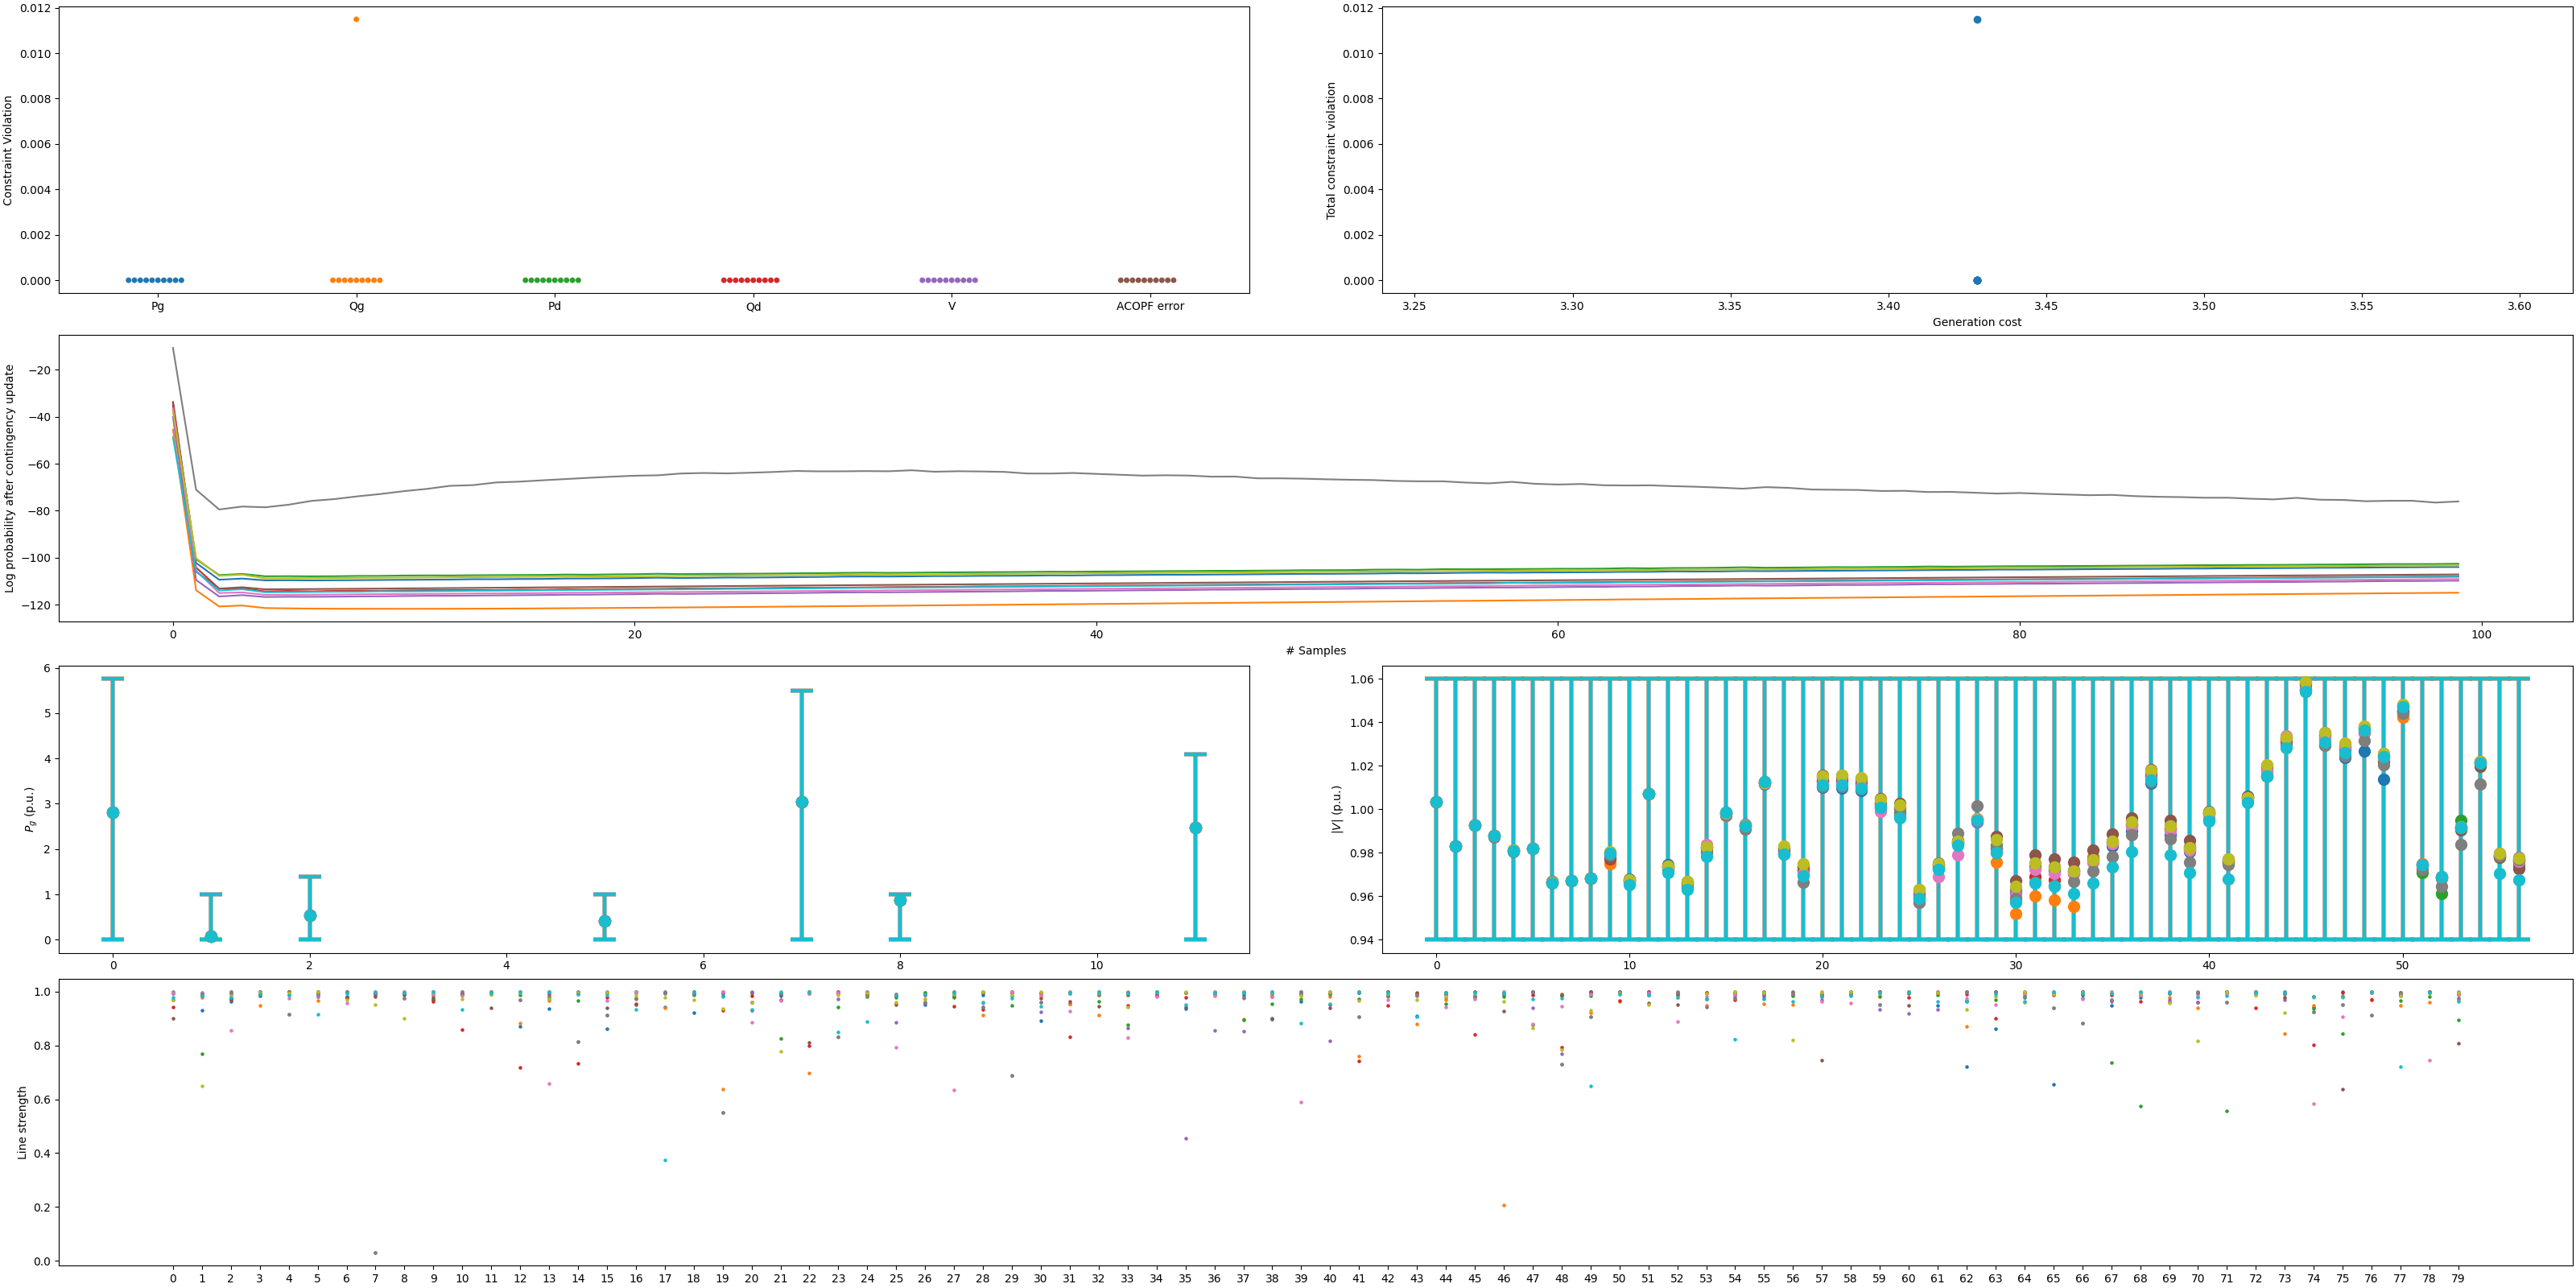 0.012
0.010
0.008
0.006
0.004
0.002
0.000
Constraint Violation
Pg Qg Pd Qd V ACOPF error
0.012
0.010
0.008
0.006
0.004
0.002
0.000
Total constraint violation
3.25 3.30 3.35 3.40 3.45 3.50 3.55 3.60
Generation cost
−20
−40
−60
−80
−100
−120
Log probability after contingency update
0 20 40 60 80 100
# Samples
6
5
4
3
2
1
0
P_g (p.u.)
0 2 4 6 8 10
1.06
1.04
1.02
1.00
0.98
0.96
0.94
|V| (p.u.)
0 10 20 30 40 50
1.0
0.8
0.6
0.4
0.2
0.0
Line strength
0 1 2 3 4 5 6 7 8 9 10 11 12 13 14 15 16 17 18 19 20 21 22 23 24 25 26 27 28 29 30 31 32 33 34 35 36 37 38 39 40 41 42 43 44 45 46 47 48 49 50 51 52 53 54 55 56 57 58 59 60 61 62 63 64 65 66 67 68 69 70 71 72 73 74 75 76 77 78 79